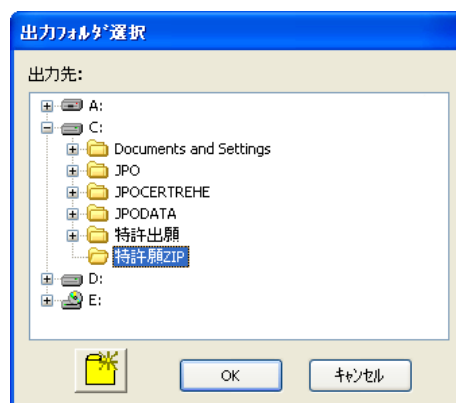 出力ﾌｫﾙﾀﾞ選択
出力先:
A:
C:
Documents and Settings
JPO
JPOCERTREHE
JPODATA
特許出願
特許願ZIP
D:
E:
OK
ｷｬﾝｾﾙ